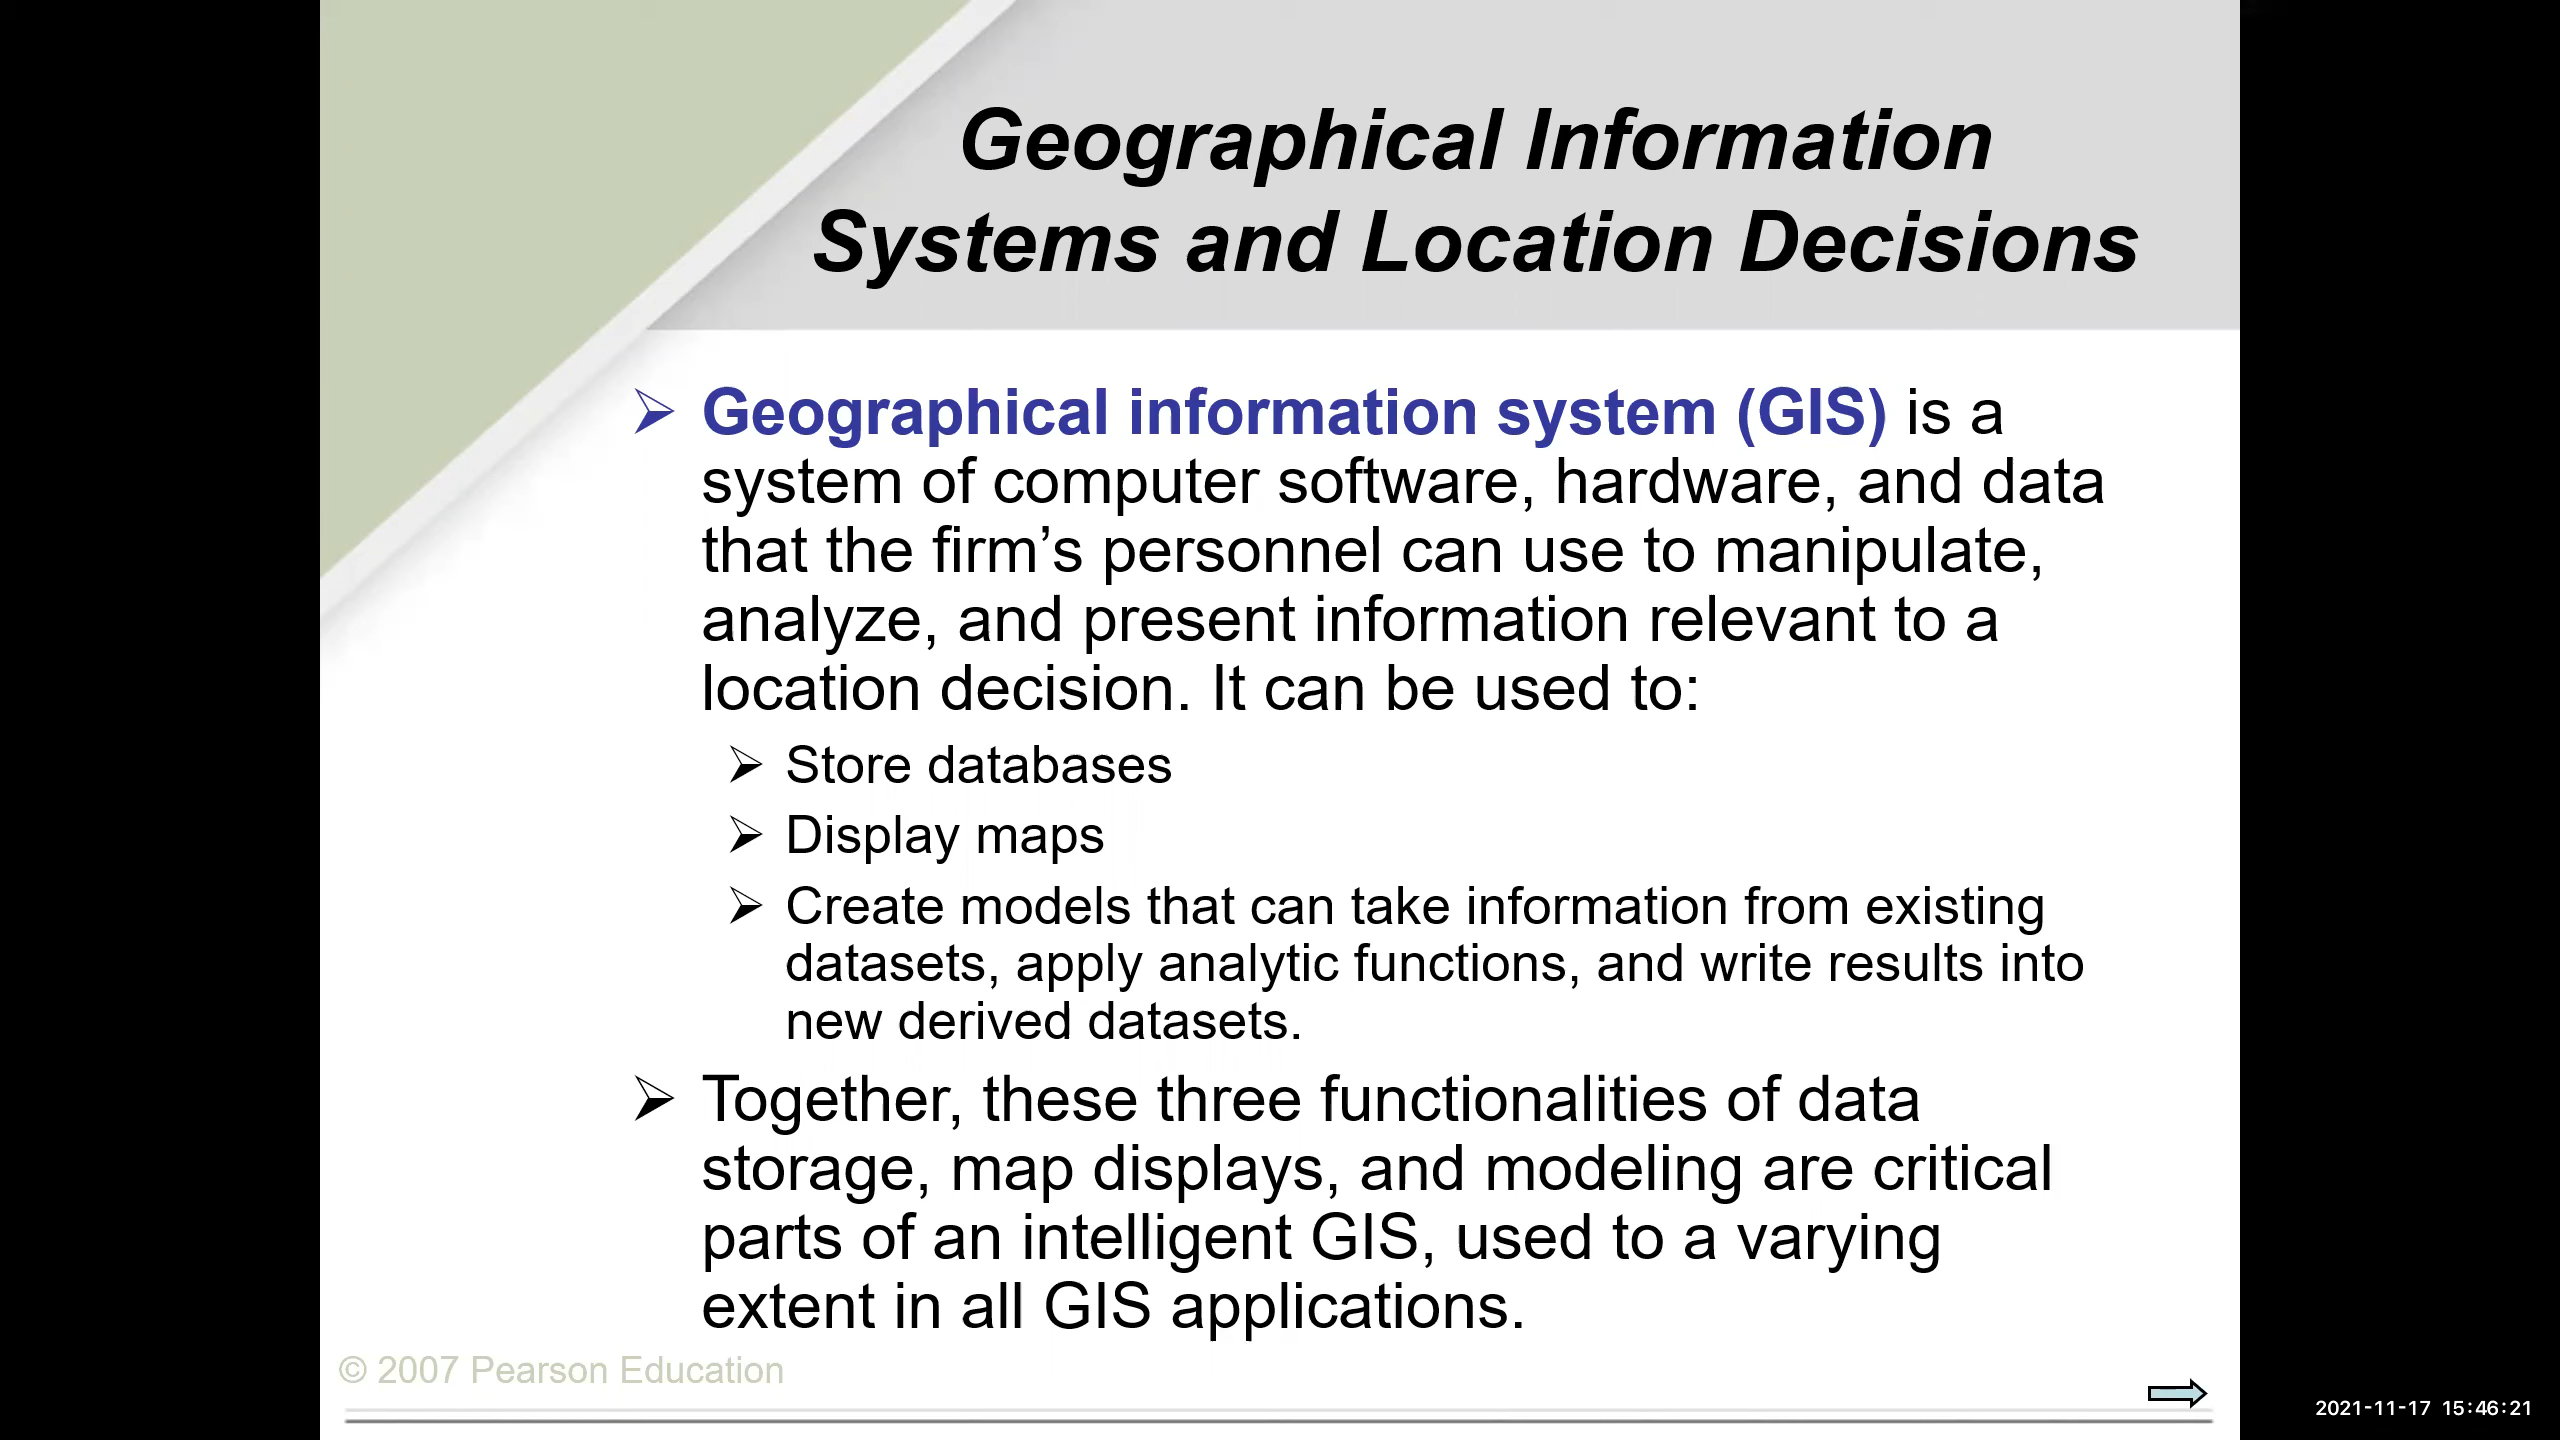 Geographical Information
Systems and Location Decisions
Geographical information system (GIS) is a
system of computer software, hardware, and data
that the firm’s personnel can use to manipulate,
analyze, and present information relevant to a
location decision. It can be used to:
Store databases
Display maps
Create models that can take information from existing
datasets, apply analytic functions, and write results into
new derived datasets.
Together, these three functionalities of data
storage, map displays, and modeling are critical
parts of an intelligent GIS, used to a varying
extent in all GIS applications.
© 2007 Pearson Education
2021-11-17 15:46:21